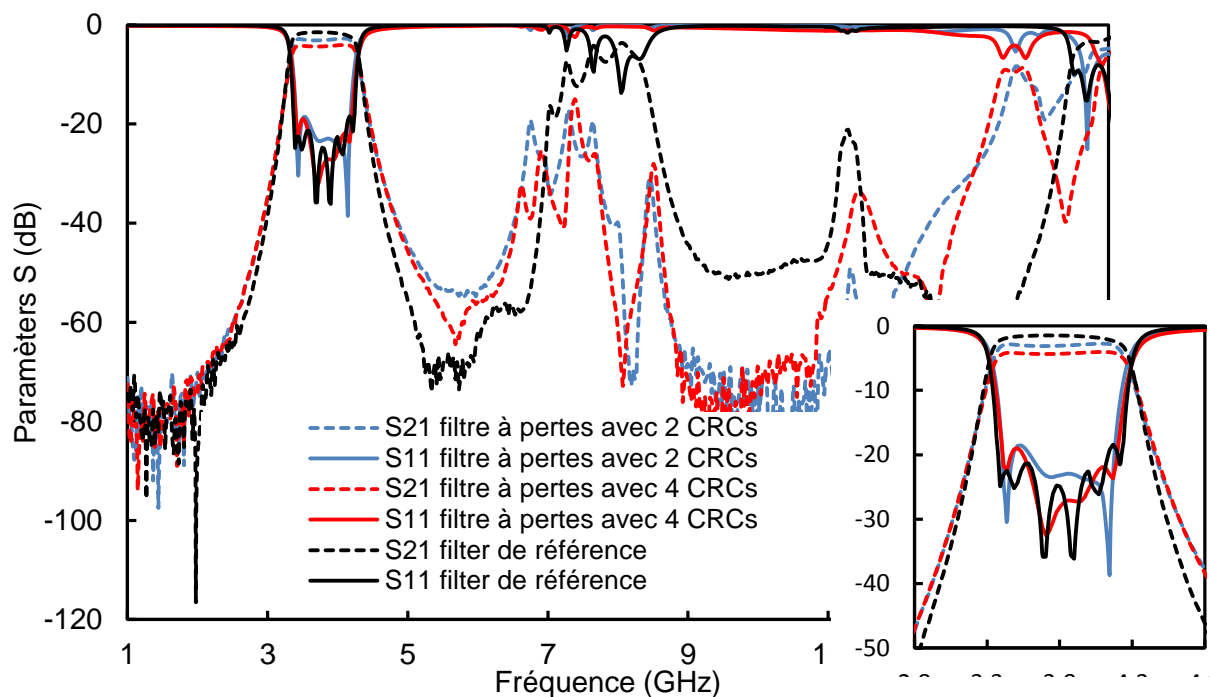 0
-20
-40
-60
-80
-100
-120
Paramètres S (dB)
S21 filtre à pertes avec 2 CRCs
S11 filtre à pertes avec 2 CRCs
S21 filtre à pertes avec 4 CRCs
S11 filtre à pertes avec 4 CRCs
S21 filter de référence
S11 filter de référence
1 3 5 7 9 1
Fréquence (GHz)
0
-10
-20
-30
-40
-50